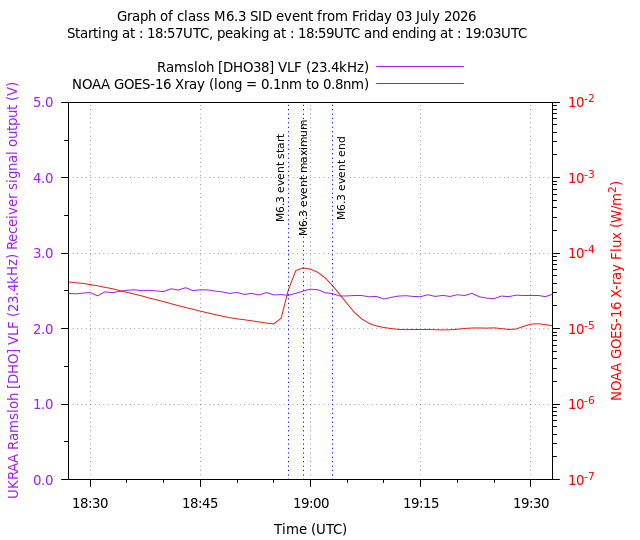 Graph of class M6.3 SID event from Friday 03 July 2026
Starting at : 18:57UTC, peaking at : 18:59UTC and ending at : 19:03UTC
Ramsloh [DHO38] VLF (23.4kHz)
NOAA GOES-16 Xray (long = 0.1nm to 0.8nm)
UKRAA Ramsloh [DHO] VLF (23.4kHz) Receiver signal output (V)
5.0
4.0
3.0
2.0
1.0
0.0
M6.3 event start
M6.3 event maximum
M6.3 event end
10^-2
10^-3
10^-4
10^-5
10^-6
10^-7
NOAA GOES-16 X-ray Flux (W/m²)
18:30 18:45 19:00 19:15 19:30
Time (UTC)